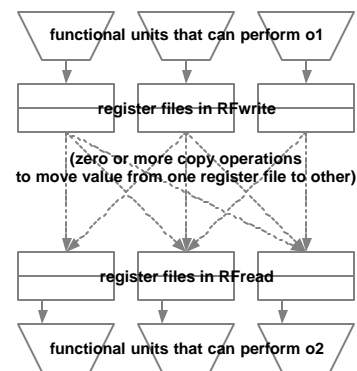 functional units that can perform o1
register files in RFwrite
(zero or more copy operations
to move value from one register file to other)
register files in RFread
functional units that can perform o2